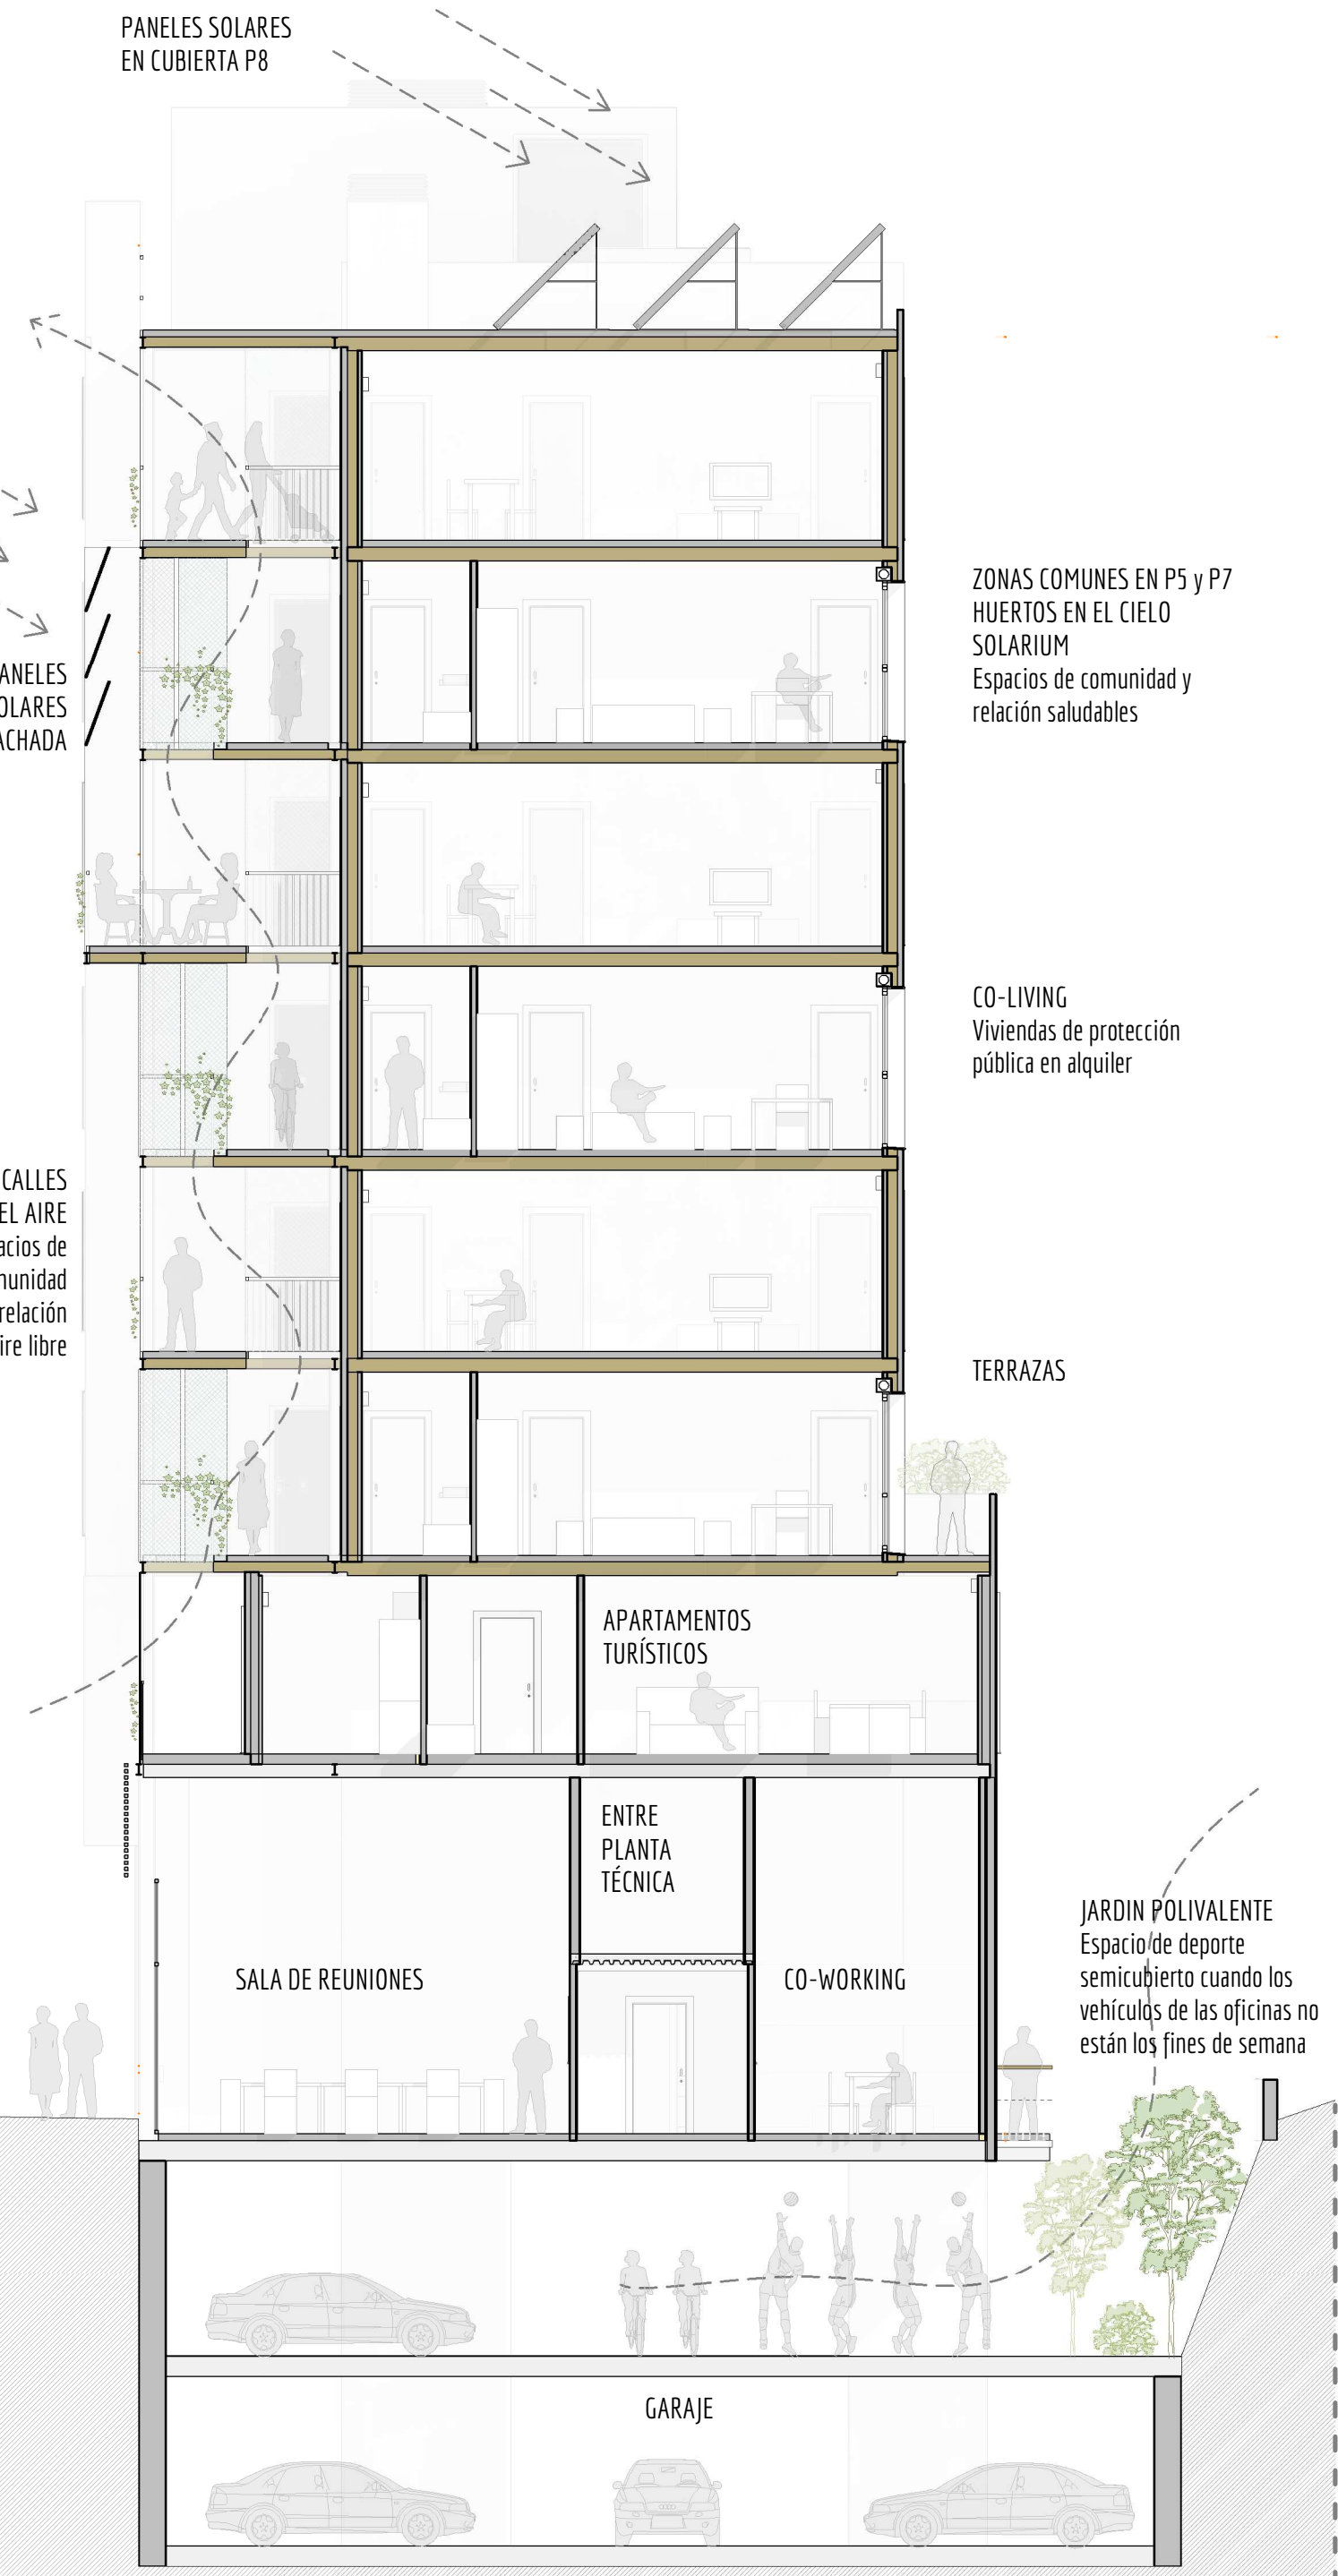 PANELES SOLARES
EN CUBIERTA P8
ZONAS COMUNES EN P5 y P7
HUERTOS EN EL CIELO
SOLARIUM
Espacios de comunidad y
relación saludables
ANELES
OLARES
ACHADA
CO-LIVING
Viviendas de protección
pública en alquiler
CALLES
EL AIRE
acios de
munidad
relación
ire libre
TERRAZAS
APARTAMENTOS
TURÍSTICOS
ENTRE
PLANTA
TÉCNICA
SALA DE REUNIONES
CO-WORKING
JARDIN POLIVALENTE
Espacio de deporte
semicubierto cuando los
vehículos de las oficinas no
están los fines de semana
GARAJE